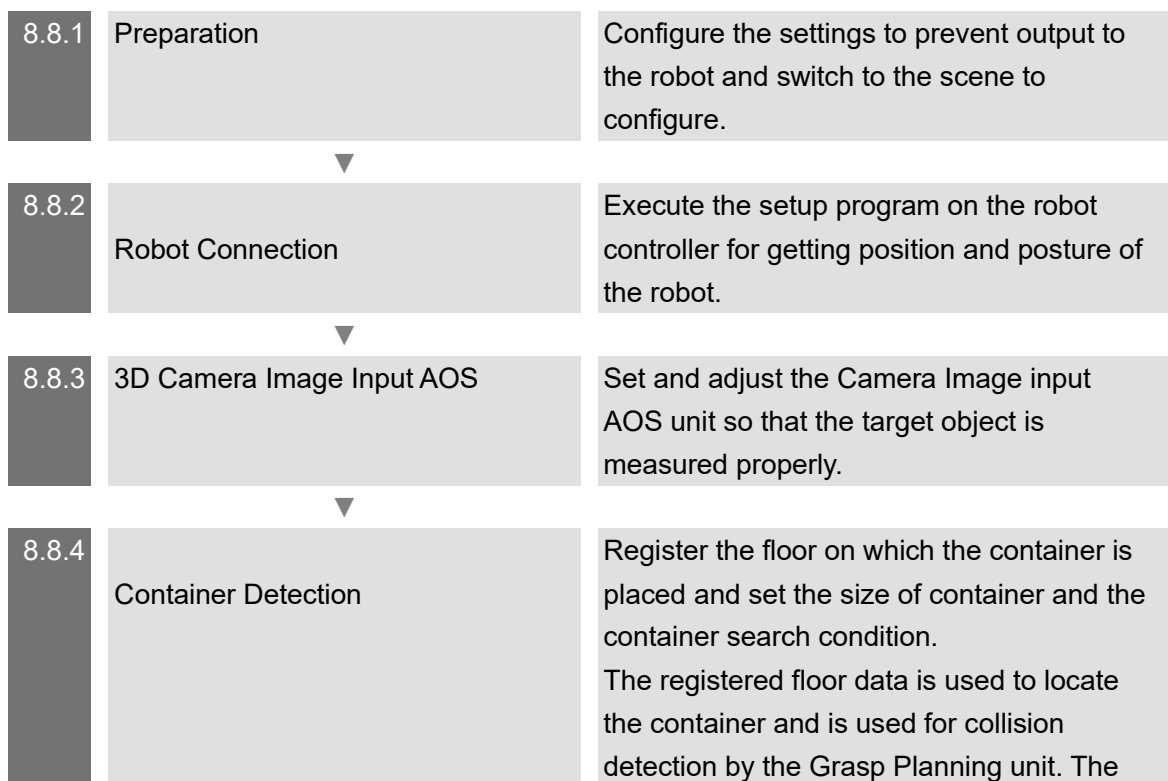 8.8.1 Preparation Configure the settings to prevent output to
the robot and switch to the scene to
configure.
▼
8.8.2 Execute the setup program on the robot
Robot Connection controller for getting position and posture of
the robot.
▼
8.8.3 3D Camera Image Input AOS Set and adjust the Camera Image input
AOS unit so that the target object is
measured properly.
▼
8.8.4 Register the floor on which the container is
Container Detection placed and set the size of container and the
container search condition.
The registered floor data is used to locate
the container and is used for collision
detection by the Grasp Planning unit. The